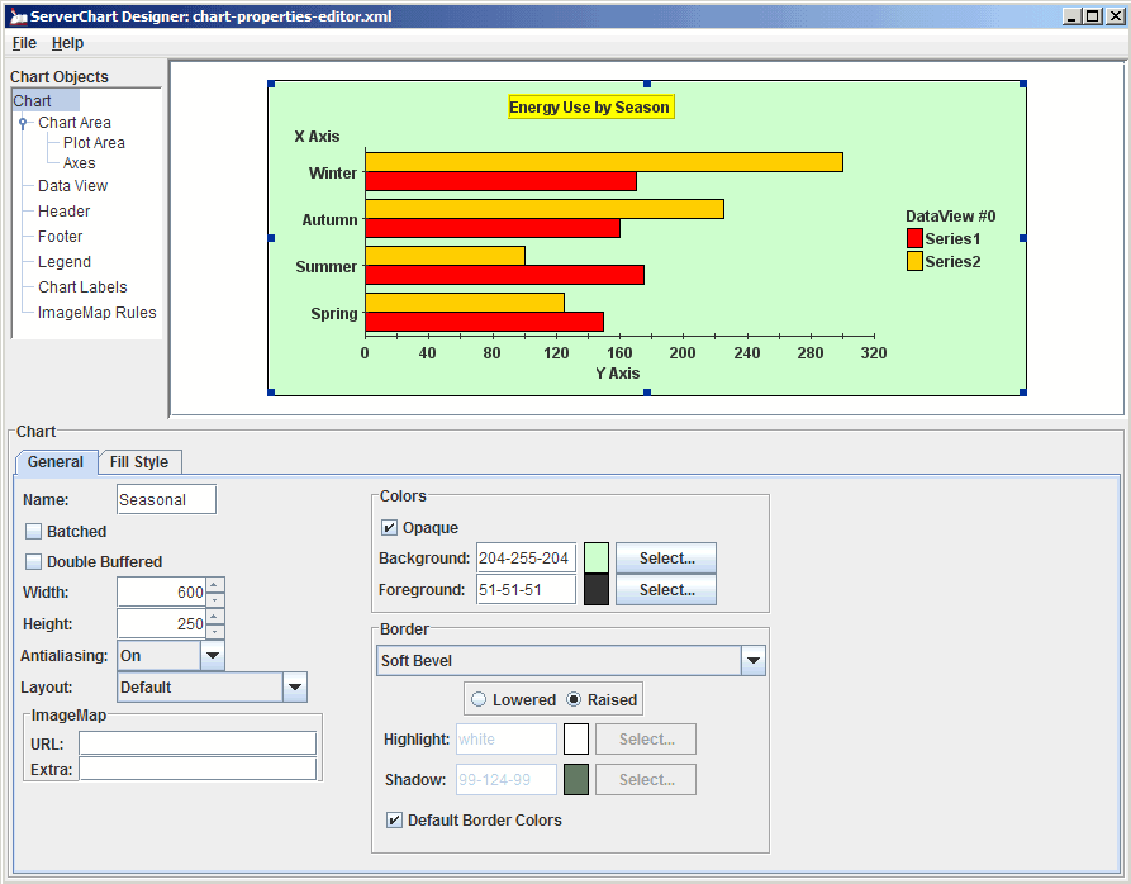 ServerChart Designer: chart-properties-editor.xml
File Help
Chart Objects
Chart
Chart Area
Plot Area
Axes
Data View
Header
Footer
Legend
Chart Labels
ImageMap Rules
Energy Use by Season
X Axis
Winter
Autumn
Summer
Spring
0 40 80 120 160 200 240 280 320
Y Axis
DataView #0
Series1
Series2
Chart
General Fill Style
Name: Seasonal
Batched
Double Buffered
Width: 600
Height: 250
Antialiasing: On
Layout: Default
ImageMap
URL:
Extra:
Colors
Opaque
Background: 204-255-204 Select...
Foreground: 51-51-51 Select...
Border
Soft Bevel
Lowered Raised
Highlight: white Select...
Shadow: 99-124-99 Select...
Default Border Colors